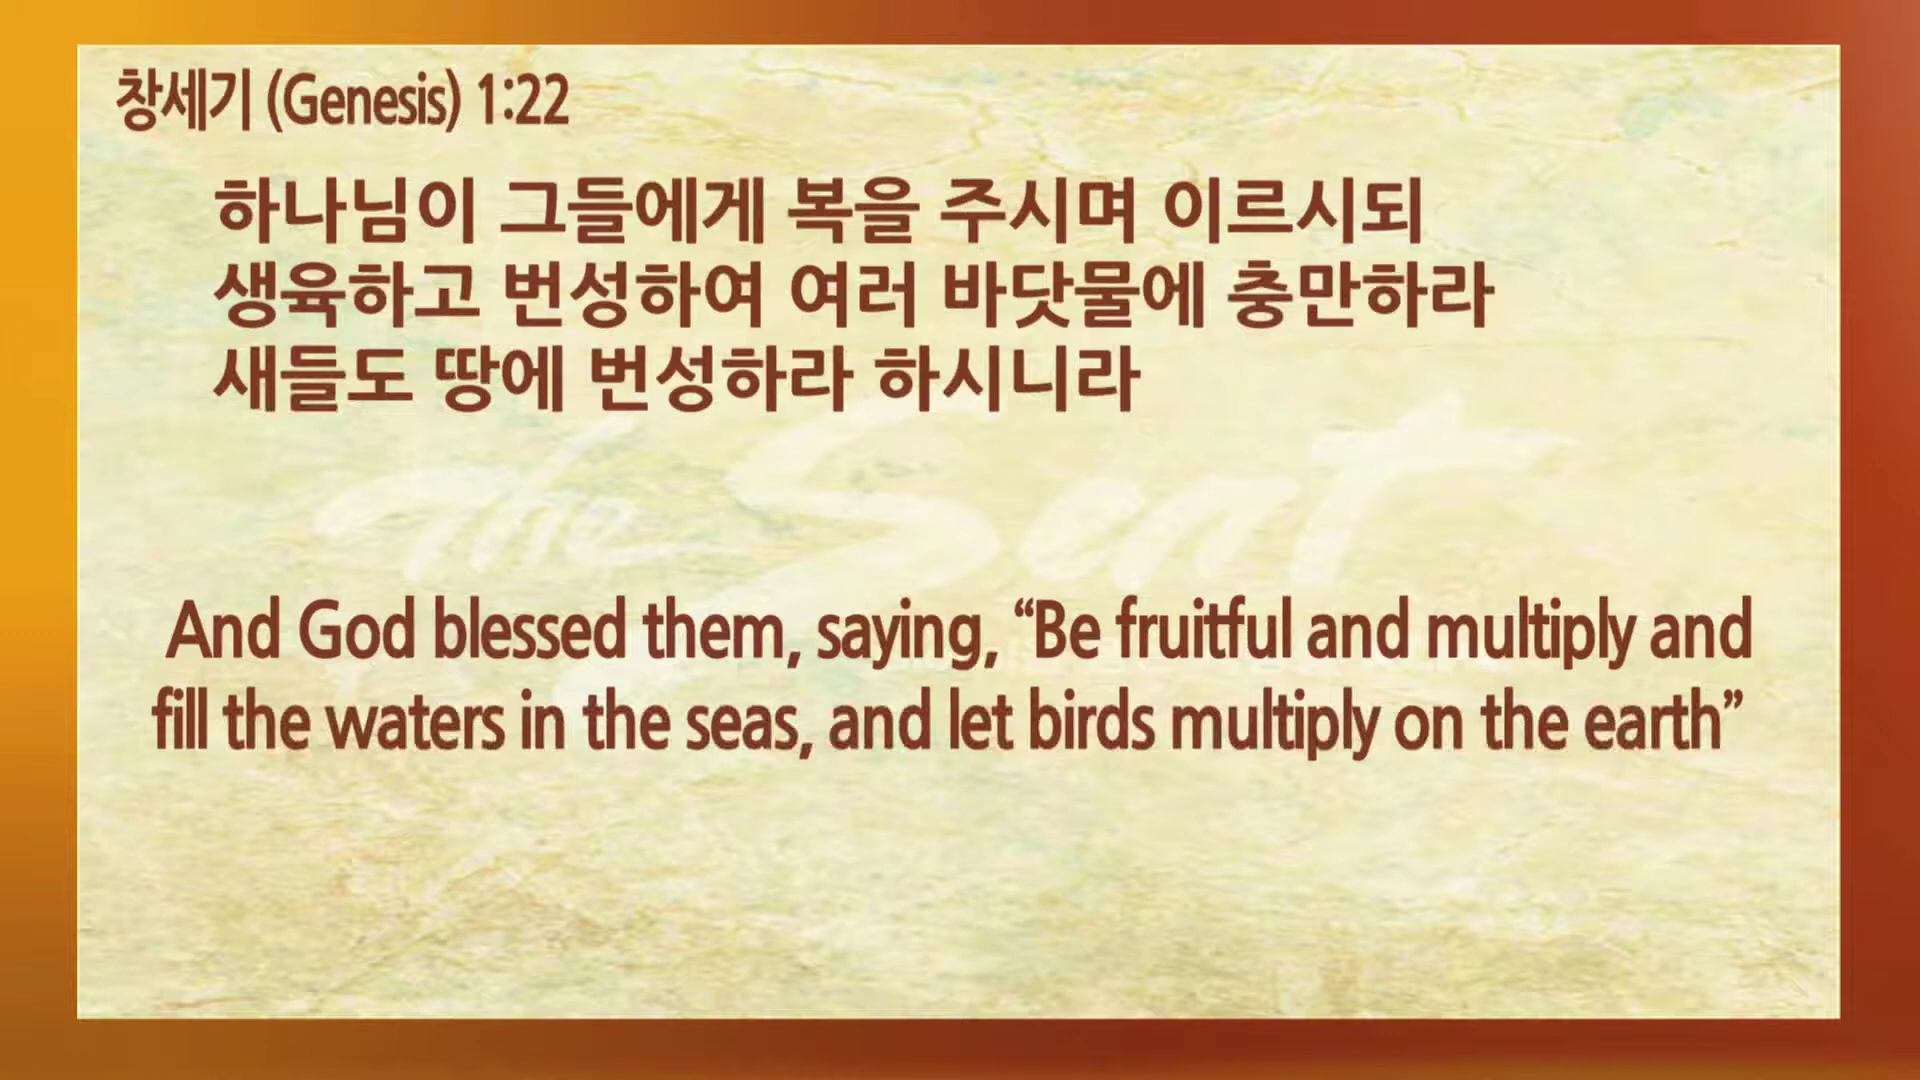 창세기 (Genesis) 1:22
하나님이 그들에게 복을 주시며 이르시되
생육하고 번성하여 여러 바닷물에 충만하라
새들도 땅에 번성하라 하시니라
The Sent
And God blessed them, saying, “Be fruitful and multiply and
fill the waters in the seas, and let birds multiply on the earth”